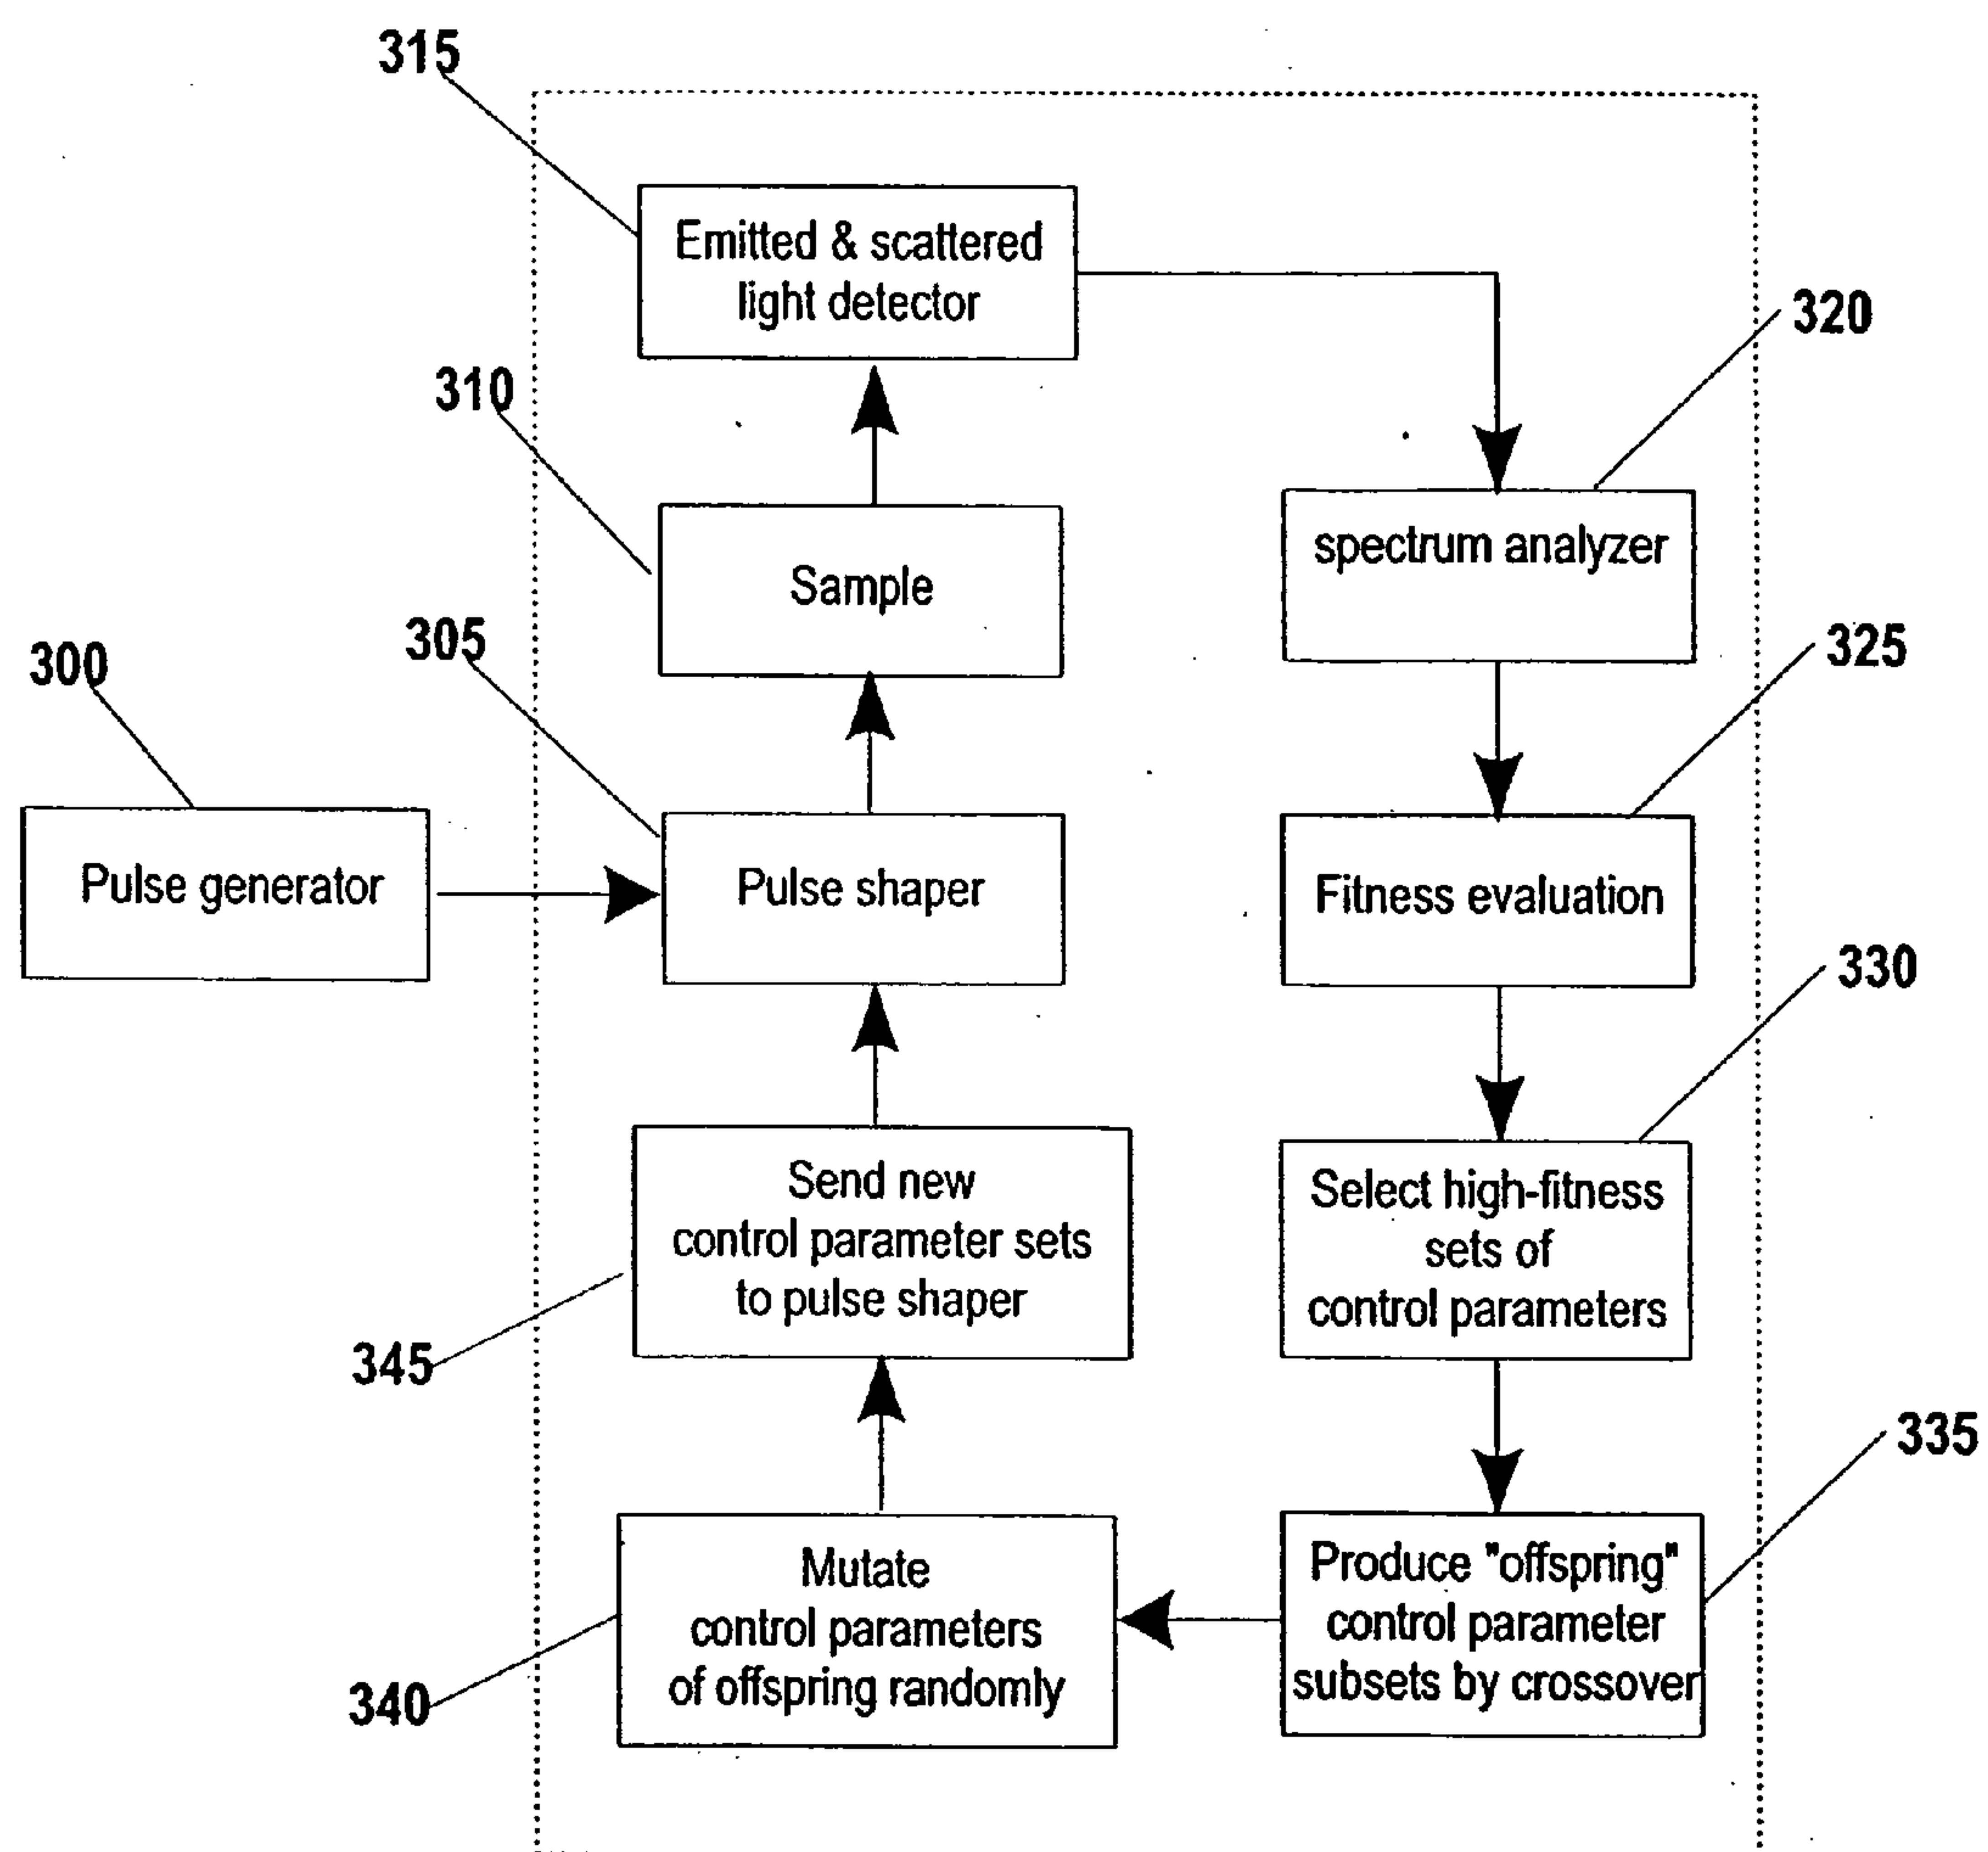 315
Emitted & scattered
light detector
320
310
spectrum analyzer
Sample
305
325
300
Pulse generator
Pulse shaper
Fitness evaluation
330
Send new
control parameter sets
to pulse shaper
Select high-fitness
sets of
control parameters
345
335
Mutate
control parameters
of offspring randomly
Produce "offspring"
control parameter
subsets by crossover
340